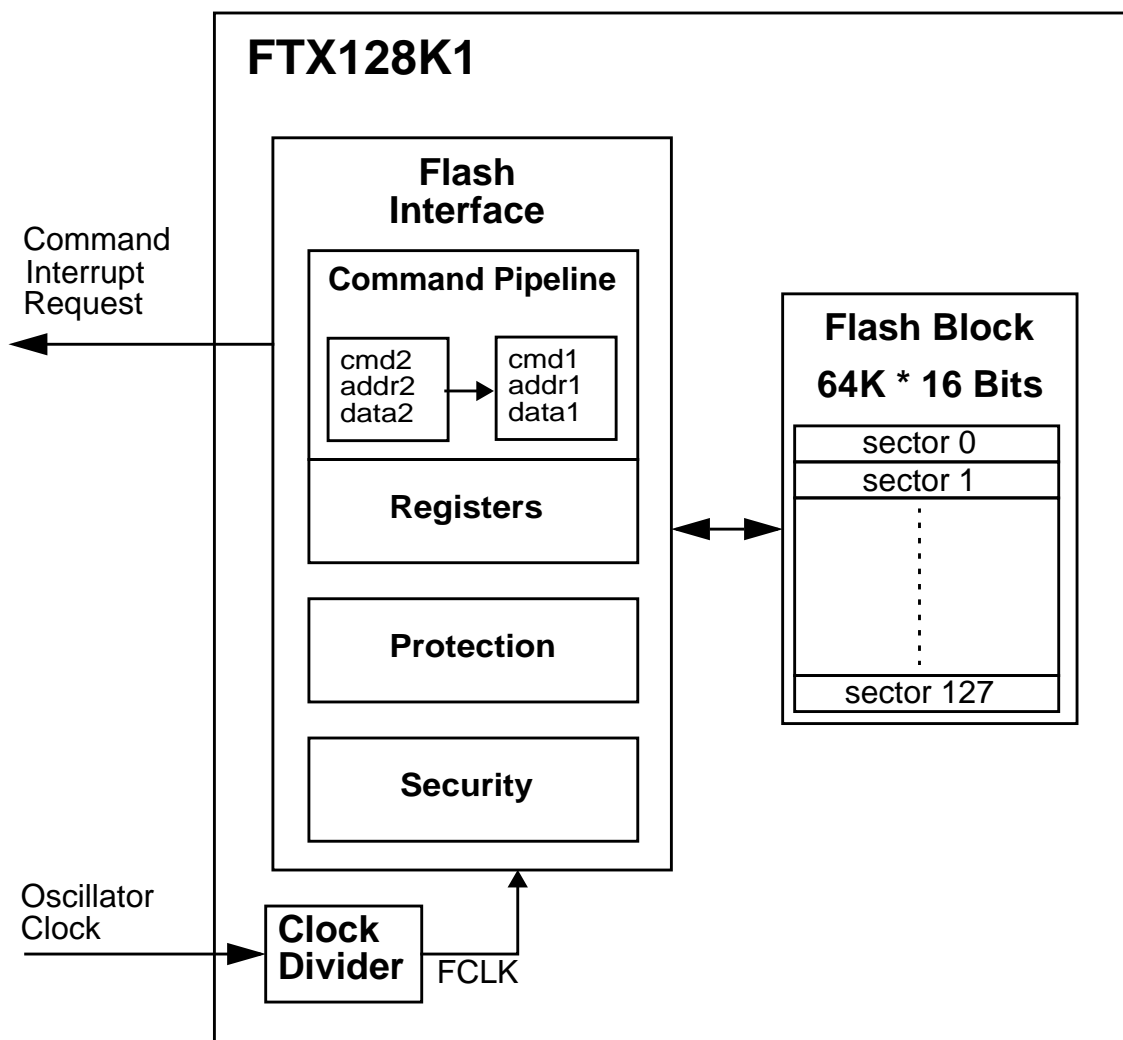 FTX128K1
Flash
Interface
Command
Interrupt
Request
Command Pipeline
cmd2
addr2
data2
cmd1
addr1
data1
Registers
Protection
Security
Flash Block
64K * 16 Bits
sector 0
sector 1
sector 127
Oscillator
Clock
Clock
Divider
FCLK